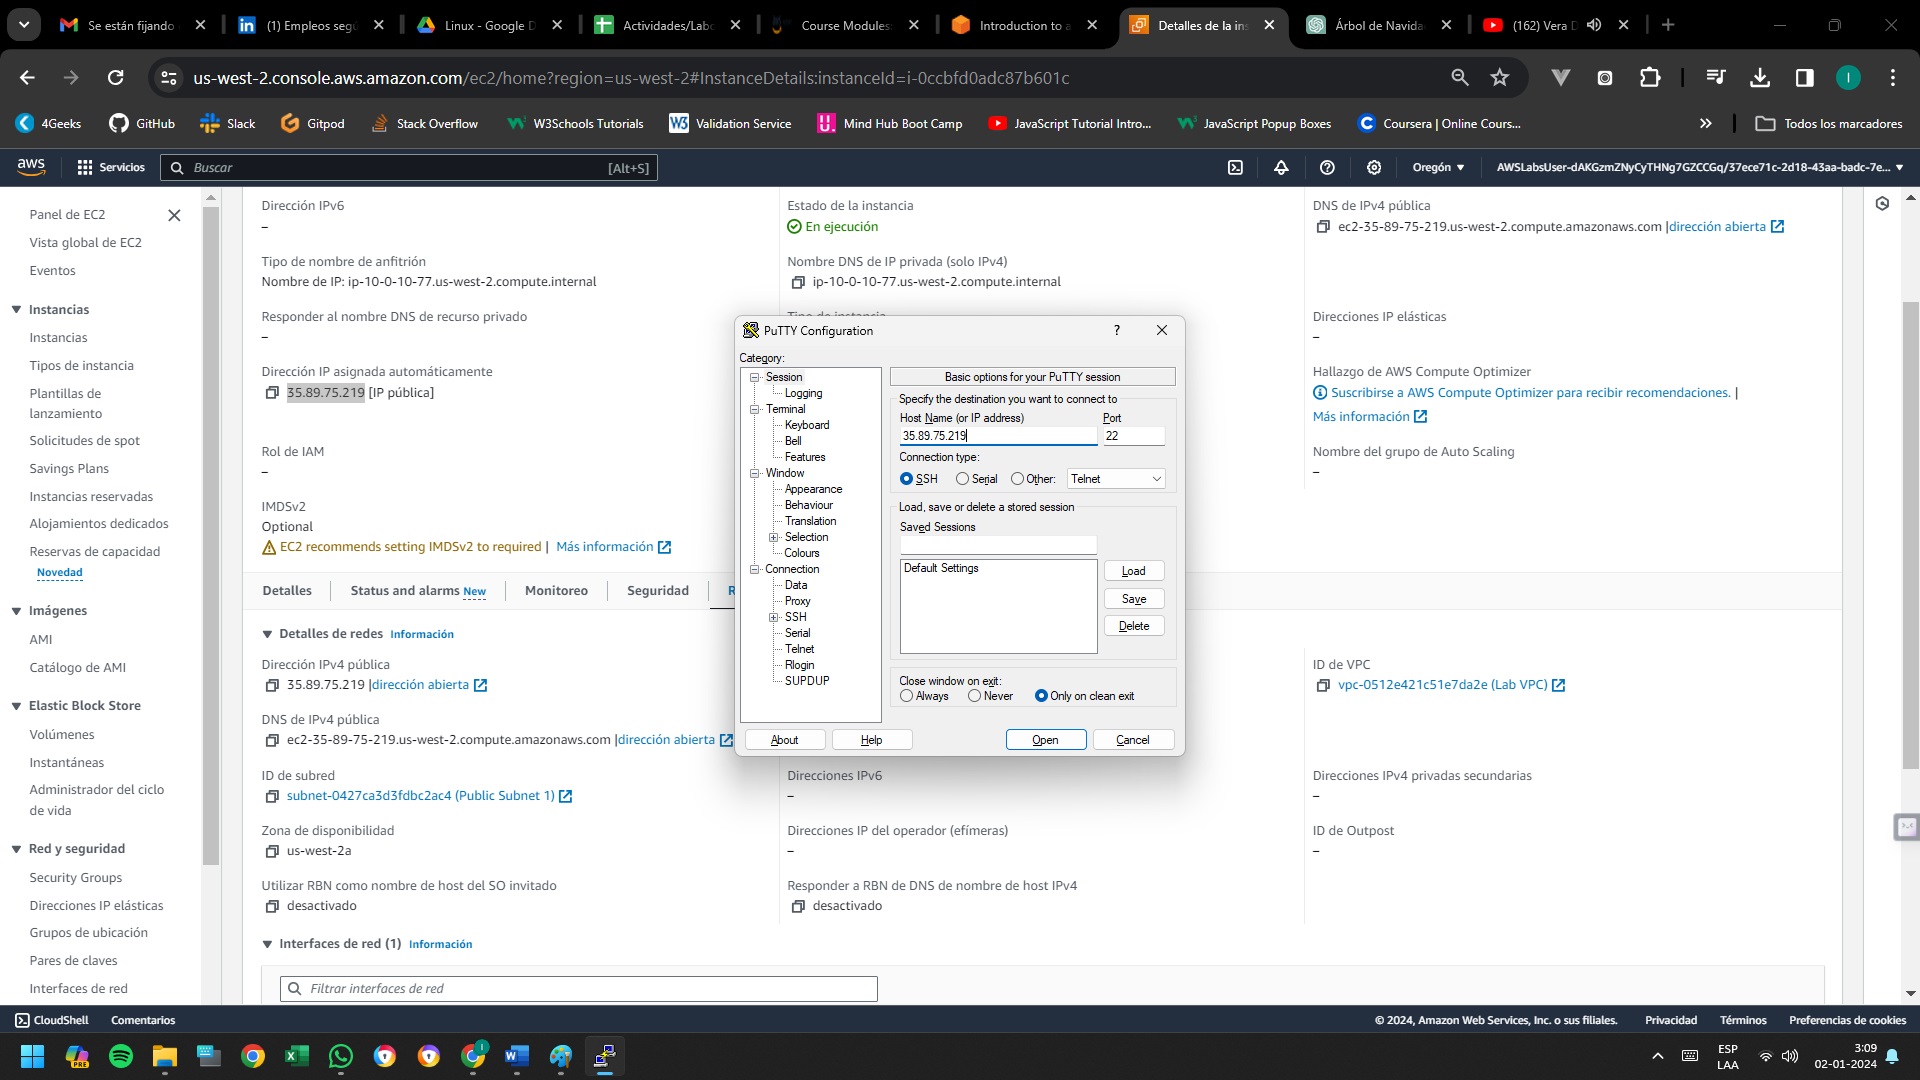 Se están fijando
(1) Empleos segú
Linux - Google D
Actividades/Labo
Course Modules
Introduction to a
Detalles de la ins
Árbol de Navida
(162) Vera D
us-west-2.console.aws.amazon.com/ec2/home?region=us-west-2#InstanceDetails:instanceId=i-0ccbfd0adc87b601c
I
4Geeks
GitHub
Slack
Gitpod
Stack Overflow
W3Schools Tutorials
Validation Service
Mind Hub Boot Camp
JavaScript Tutorial Intro...
JavaScript Popup Boxes
Coursera | Online Cours...
Todos los marcadores
aws
Servicios
Buscar
[Alt+S]
Oregón
AWSLabsUser-dAKGzmZNyCyTHNg7GZCCGq/37ece71c-2d18-43aa-badc-7e...
Panel de EC2
Vista global de EC2
Eventos
Instancias
Instancias
Tipos de instancia
Plantillas de
lanzamiento
Solicitudes de spot
Savings Plans
Instancias reservadas
Alojamientos dedicados
Reservas de capacidad
Novedad
Imágenes
AMI
Catálogo de AMI
Elastic Block Store
Volúmenes
Instantáneas
Administrador del ciclo
de vida
Red y seguridad
Security Groups
Direcciones IP elásticas
Grupos de ubicación
Pares de claves
Interfaces de red
Dirección IPv6
–
Estado de la instancia
En ejecución
DNS de IPv4 pública
ec2-35-89-75-219.us-west-2.compute.amazonaws.com |dirección abierta
Tipo de nombre de anfitrión
Nombre de IP: ip-10-0-10-77.us-west-2.compute.internal
Nombre DNS de IP privada (solo IPv4)
ip-10-0-10-77.us-west-2.compute.internal
Responder al nombre DNS de recurso privado
–
Tipo de instancia
Direcciones IP elásticas
–
Dirección IP asignada automáticamente
35.89.75.219 [IP pública]
Hallazgo de AWS Compute Optimizer
Suscribirse a AWS Compute Optimizer para recibir recomendaciones. |
Más información
Rol de IAM
–
Nombre del grupo de Auto Scaling
–
IMDSv2
Optional
EC2 recommends setting IMDSv2 to required | Más información
Detalles
Status and alarms New
Monitoreo
Seguridad
R
Detalles de redes Información
Dirección IPv4 pública
35.89.75.219 |dirección abierta
ID de VPC
vpc-0512e421c51e7da2e (Lab VPC)
DNS de IPv4 pública
ec2-35-89-75-219.us-west-2.compute.amazonaws.com |dirección abierta
ID de subred
subnet-0427ca3d3fdbc2ac4 (Public Subnet 1)
Direcciones IPv6
–
Direcciones IPv4 privadas secundarias
–
Zona de disponibilidad
us-west-2a
Direcciones IP del operador (efímeras)
–
ID de Outpost
–
Utilizar RBN como nombre de host del SO invitado
desactivado
Responder a RBN de DNS de nombre de host IPv4
desactivado
Interfaces de red (1) Información
Filtrar interfaces de red
PuTTY Configuration
?
Category:
Session
Logging
Terminal
Keyboard
Bell
Features
Window
Appearance
Behaviour
Translation
Selection
Colours
Connection
Data
Proxy
SSH
Serial
Telnet
Rlogin
SUPDUP
Basic options for your PuTTY session
Specify the destination you want to connect to
Host Name (or IP address)
Port
35.89.75.219
22
Connection type:
SSH
Serial
Other:
Telnet
Load, save or delete a stored session
Saved Sessions
Default Settings
Load
Save
Delete
Close window on exit:
Always
Never
Only on clean exit
About
Help
Open
Cancel
CloudShell
Comentarios
© 2024, Amazon Web Services, Inc. o sus filiales.
Privacidad
Términos
Preferencias de cookies
PRE
1
ESP
LAA
3:09
02-01-2024